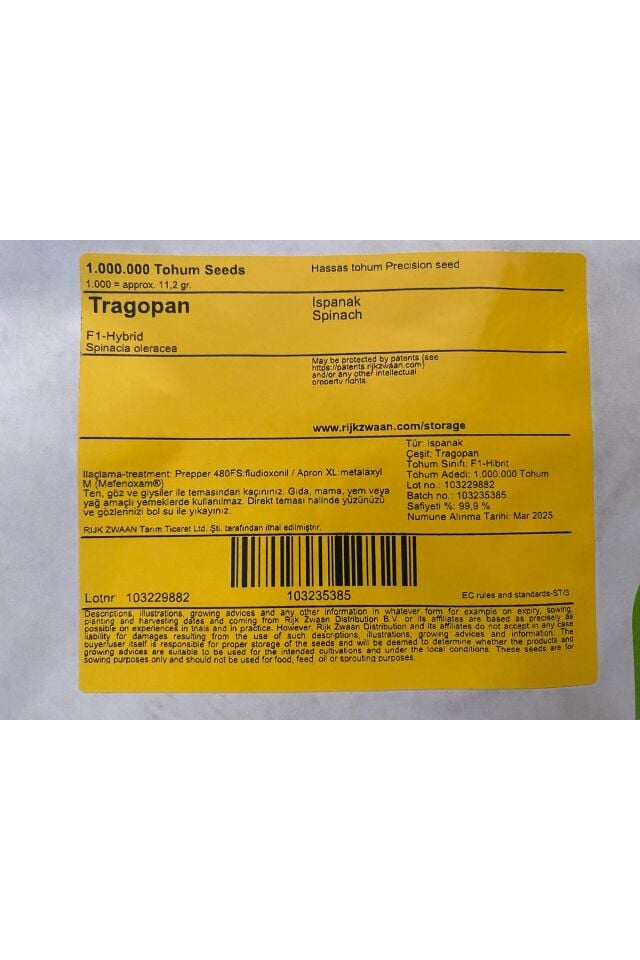 1.000.000 Tohum Seeds
1.000 = approx. 11,2 gr.
Hassas tohum Precision seed
Tragopan
Ispanak
Spinach
F1-Hybrid
Spinacia oleracea
May be protected by patents (see
https://patents.rijkzwaan.com)
and/or any other intellectual
property rights.
www.rijkzwaan.com/storage
Ilaçlama-treatment: Prepper 480FS:fludioxonil / Apron XL:metalaxyl
M (Mefenoxam®)
Ten, göz ve giysiler ile temasından kaçınınız. Gıda, mama, yem veya
yağ amaçlı yemeklerde kullanılmaz. Direkt teması halinde yüzünüzü
ve gözlerinizi bol su ile yıkayınız.
RIJK ZWAAN Tarım Ticaret Ltd. Şti. tarafından ithal edilmiştir.
Tür: Ispanak
Çeşit: Tragopan
Tohum Sınıfı: F1-Hibrit
Tohum Adedi: 1.000.000 Tohum
Lot no.: 103229882
Batch no.: 103235385
Safiyeti %: 99,9 %
Numune Alınma Tarihi: Mar 2025
Lotnr 103229882
103235385
EC rules and standards-ST/3
Descriptions, illustrations, growing advices and any other information in whatever form for example on expiry, sowing,
planting and harvesting dates and coming from Rijk Zwaan Distribution B.V. or its affiliates are based as precisely as
possible on experiences in trials and in practice. However, Rijk Zwaan Distribution and its affiliates do not accept in any case
liability for damages resulting from the use of such descriptions, illustrations, growing advices and information. The
buyer/user itself is responsible for proper storage of the seeds and will be deemed to determine whether the products and
growing advices are suitable to be used for the intended cultivations and under the local conditions. These seeds are for
sowing purposes only and should not be used for food, feed, oil or sprouting purposes.